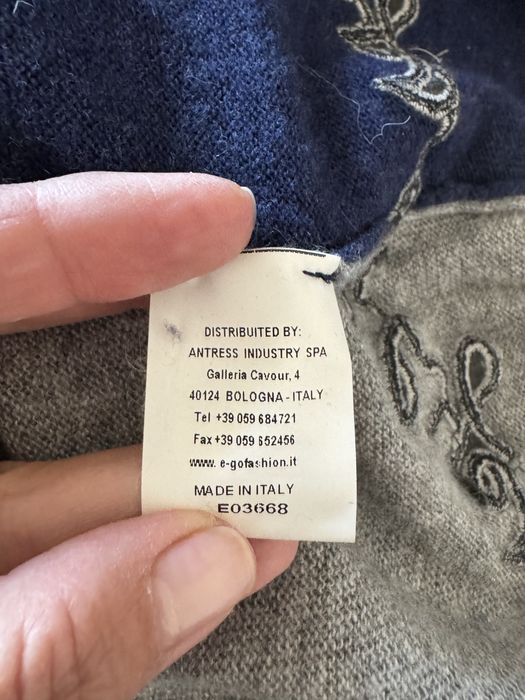 DISTRIBUITED BY:
ANTRESS INDUSTRY SPA
Galleria Cavour, 4
40124 BOLOGNA - ITALY
Tel +39 059 684721
Fax +39 059 652456
www. e-gofashion.it
MADE IN ITALY
E03668